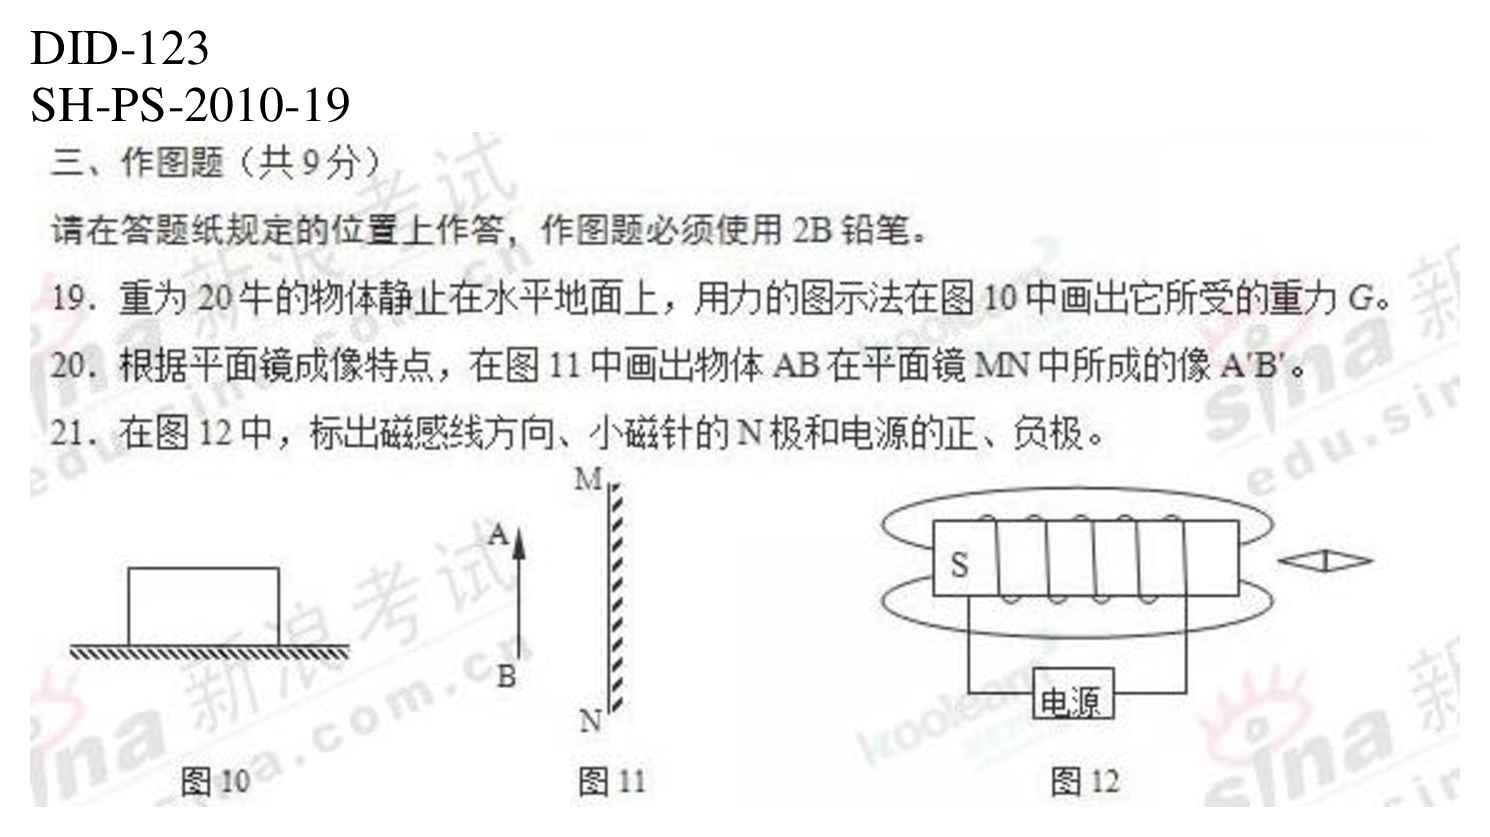 DID-123
SH-PS-2010-19
三、作图题（共9分）
请在答题纸规定的位置上作答，作图题必须使用 2B 铅笔。
19．重为 20 牛的物体静止在水平地面上，用力的图示法在图 10 中画出它所受的重力 G。
20．根据平面镜成像特点，在图 11 中画出物体 AB 在平面镜 MN 中所成的像 A′B′。
21．在图 12 中，标出磁感线方向、小磁针的 N 极和电源的正、负极。
M
A
S
B
N
电源
图 10
图 11
图 12
sina 新浪考试
edu.sina.com.cn
koolearn